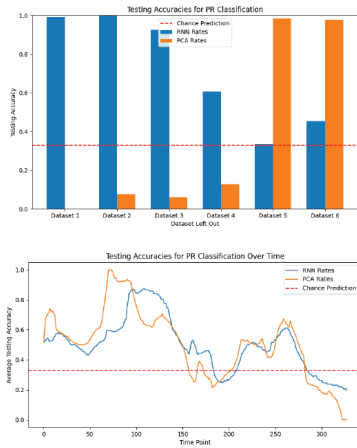 Testing Accuracies for PR Classification
Chance Prediction
RNN Rates
PCA Rates
Testing Accuracy
1.0
0.8
0.6
0.4
0.2
0.0
Dataset 1 Dataset 2 Dataset 3 Dataset 4 Dataset 5 Dataset 6
Dataset Left Out
Testing Accuracies for PR Classification Over Time
RNN Rates
PCA Rates
Chance Prediction
Average Testing Accuracy
1.0
0.8
0.6
0.4
0.2
0.0
0 50 100 150 200 250 300
Time Point